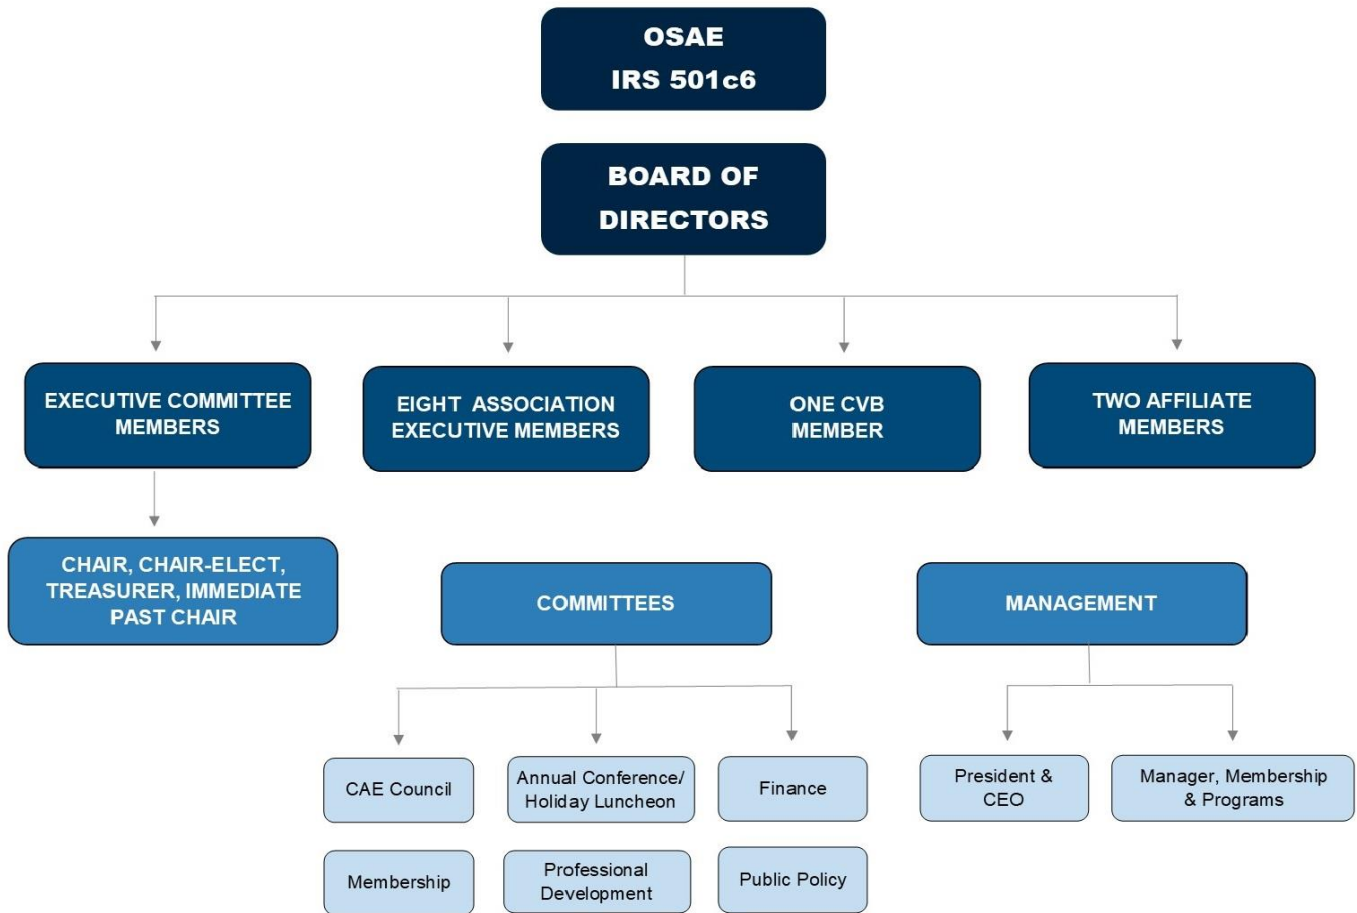 OSAE
IRS 501c6
BOARD OF
DIRECTORS
EXECUTIVE COMMITTEE
MEMBERS
EIGHT ASSOCIATION
EXECUTIVE MEMBERS
ONE CVB
MEMBER
TWO AFFILIATE
MEMBERS
CHAIR, CHAIR-ELECT,
TREASURER, IMMEDIATE
PAST CHAIR
COMMITTEES
MANAGEMENT
CAE Council
Annual Conference/
Holiday Luncheon
Finance
President &
CEO
Manager, Membership
& Programs
Membership
Professional
Development
Public Policy